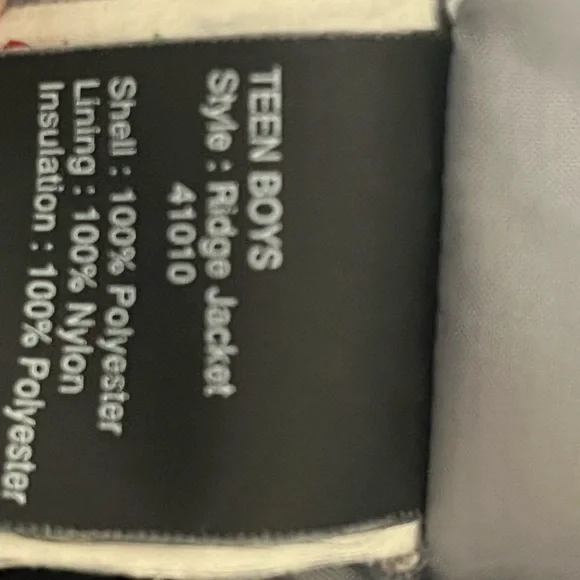 TEEN BOYS
Style : Ridge Jacket
41010
Shell : 100% Polyester
Lining : 100% Nylon
Insulation : 100% Polyester